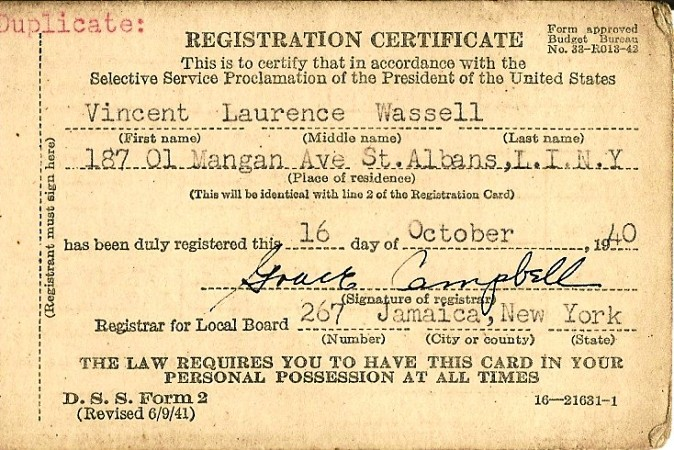 Duplicate:
REGISTRATION CERTIFICATE
Form approved
Budget Bureau
No. 33-R013-42
This is to certify that in accordance with the
Selective Service Proclamation of the President of the United States
Vincent Laurence Wassell
(First name) (Middle name) (Last name)
187 01 Mangan Ave St.Albans,L.I.N.Y
(Place of residence)
(This will be identical with line 2 of the Registration Card)
has been duly registered this 16 day of October, 1940
Grace Campbell
(Signature of registrar)
Registrar for Local Board 267 Jamaica, New York
(Number) (City or county) (State)
THE LAW REQUIRES YOU TO HAVE THIS CARD IN YOUR
PERSONAL POSSESSION AT ALL TIMES
D. S. S. Form 2
(Revised 6/9/41)
16—21631-1
(Registrant must sign here)